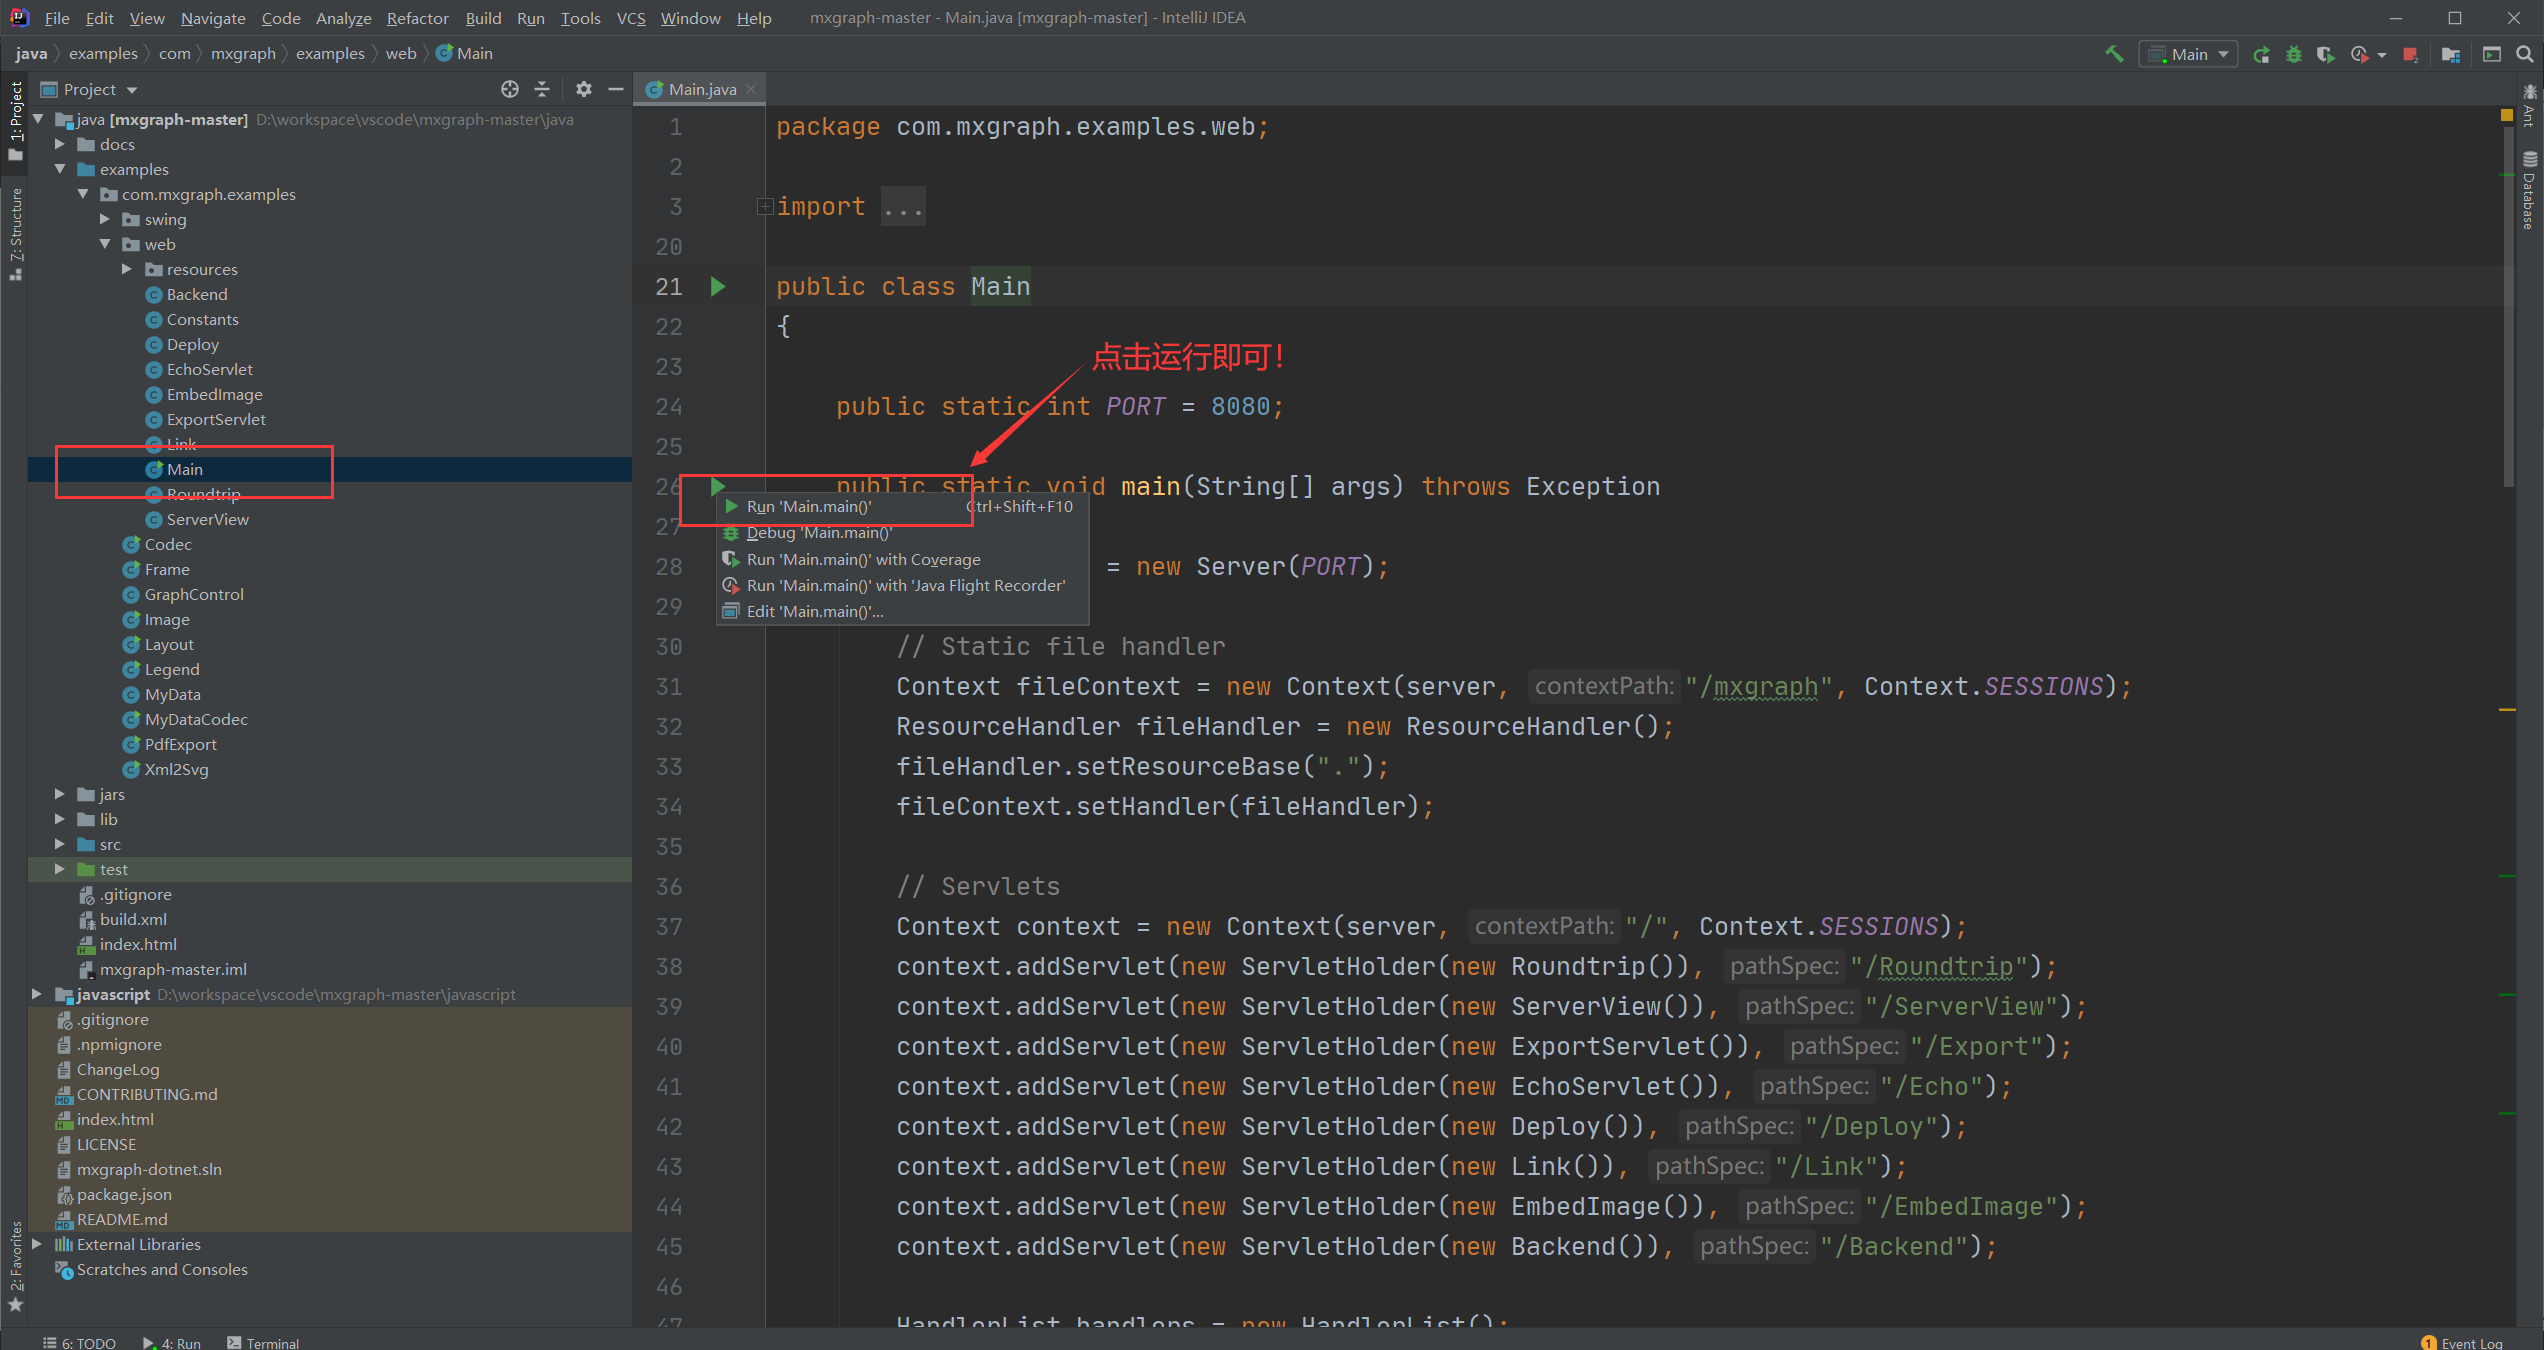 File Edit View Navigate Code Analyze Refactor Build Run Tools VCS Window Help mxgraph-master - Main.java [mxgraph-master] - IntelliJ IDEA
java examples com mxgraph examples web Main
Main
Project
Main.java
1: Project
7: Structure
2: Favorites
Ant
Database
java [mxgraph-master] D:\workspace\vscode\mxgraph-master\java
docs
examples
com.mxgraph.examples
swing
web
resources
Backend
Constants
Deploy
EchoServlet
EmbedImage
ExportServlet
Link
Main
Roundtrip
ServerView
Codec
Frame
GraphControl
Image
Layout
Legend
MyData
MyDataCodec
PdfExport
Xml2Svg
jars
lib
src
test
.gitignore
build.xml
index.html
mxgraph-master.iml
javascript D:\workspace\vscode\mxgraph-master\javascript
.gitignore
.npmignore
ChangeLog
CONTRIBUTING.md
index.html
LICENSE
mxgraph-dotnet.sln
package.json
README.md
External Libraries
Scratches and Consoles
1 package com.mxgraph.examples.web;
2
3 import ...
20
21 public class Main
22 {
点击运行即可！
23
24 public static int PORT = 8080;
25
26 public static void main(String[] args) throws Exception
Run 'Main.main()' Ctrl+Shift+F10
27
Debug 'Main.main()'
Run 'Main.main()' with Coverage
28 = new Server(PORT);
Run 'Main.main()' with 'Java Flight Recorder'
29
Edit 'Main.main()'...
30 // Static file handler
31 Context fileContext = new Context(server, contextPath: "/mxgraph", Context.SESSIONS);
32 ResourceHandler fileHandler = new ResourceHandler();
33 fileHandler.setResourceBase(".");
34 fileContext.setHandler(fileHandler);
35
36 // Servlets
37 Context context = new Context(server, contextPath: "/", Context.SESSIONS);
38 context.addServlet(new ServletHolder(new Roundtrip()), pathSpec: "/Roundtrip");
39 context.addServlet(new ServletHolder(new ServerView()), pathSpec: "/ServerView");
40 context.addServlet(new ServletHolder(new ExportServlet()), pathSpec: "/Export");
41 context.addServlet(new ServletHolder(new EchoServlet()), pathSpec: "/Echo");
42 context.addServlet(new ServletHolder(new Deploy()), pathSpec: "/Deploy");
43 context.addServlet(new ServletHolder(new Link()), pathSpec: "/Link");
44 context.addServlet(new ServletHolder(new EmbedImage()), pathSpec: "/EmbedImage");
45 context.addServlet(new ServletHolder(new Backend()), pathSpec: "/Backend");
46
47 HandlerList handlers = new HandlerList();
6: TODO 4: Run Terminal 1 Event Log